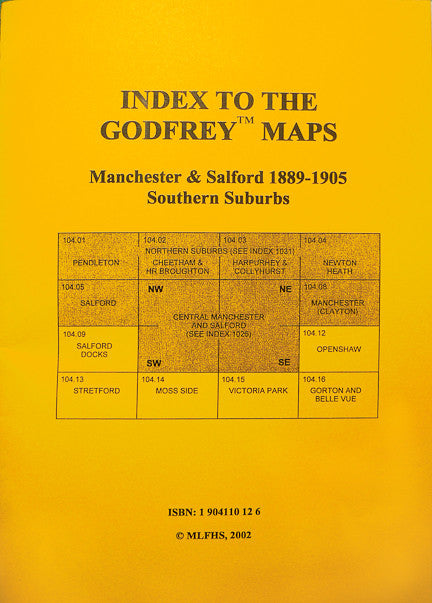 INDEX TO THE
GODFREY™ MAPS
Manchester & Salford 1889-1905
Southern Suburbs
104.01 104.02 104.03 104.04
NORTHERN SUBURBS (SEE INDEX 1031)
PENDLETON CHEETHAM & HARPURHEY & NEWTON
HR BROUGHTON COLLYHURST HEATH
104.05 NW NE 104.08
SALFORD MANCHESTER
(CLAYTON)
CENTRAL MANCHESTER
AND SALFORD
(SEE INDEX 1026)
104.09 104.12
SALFORD OPENSHAW
DOCKS
SW SE
104.13 104.14 104.15 104.16
STRETFORD MOSS SIDE VICTORIA PARK GORTON AND
BELLE VUE
ISBN: 1 904110 12 6
© MLFHS, 2002